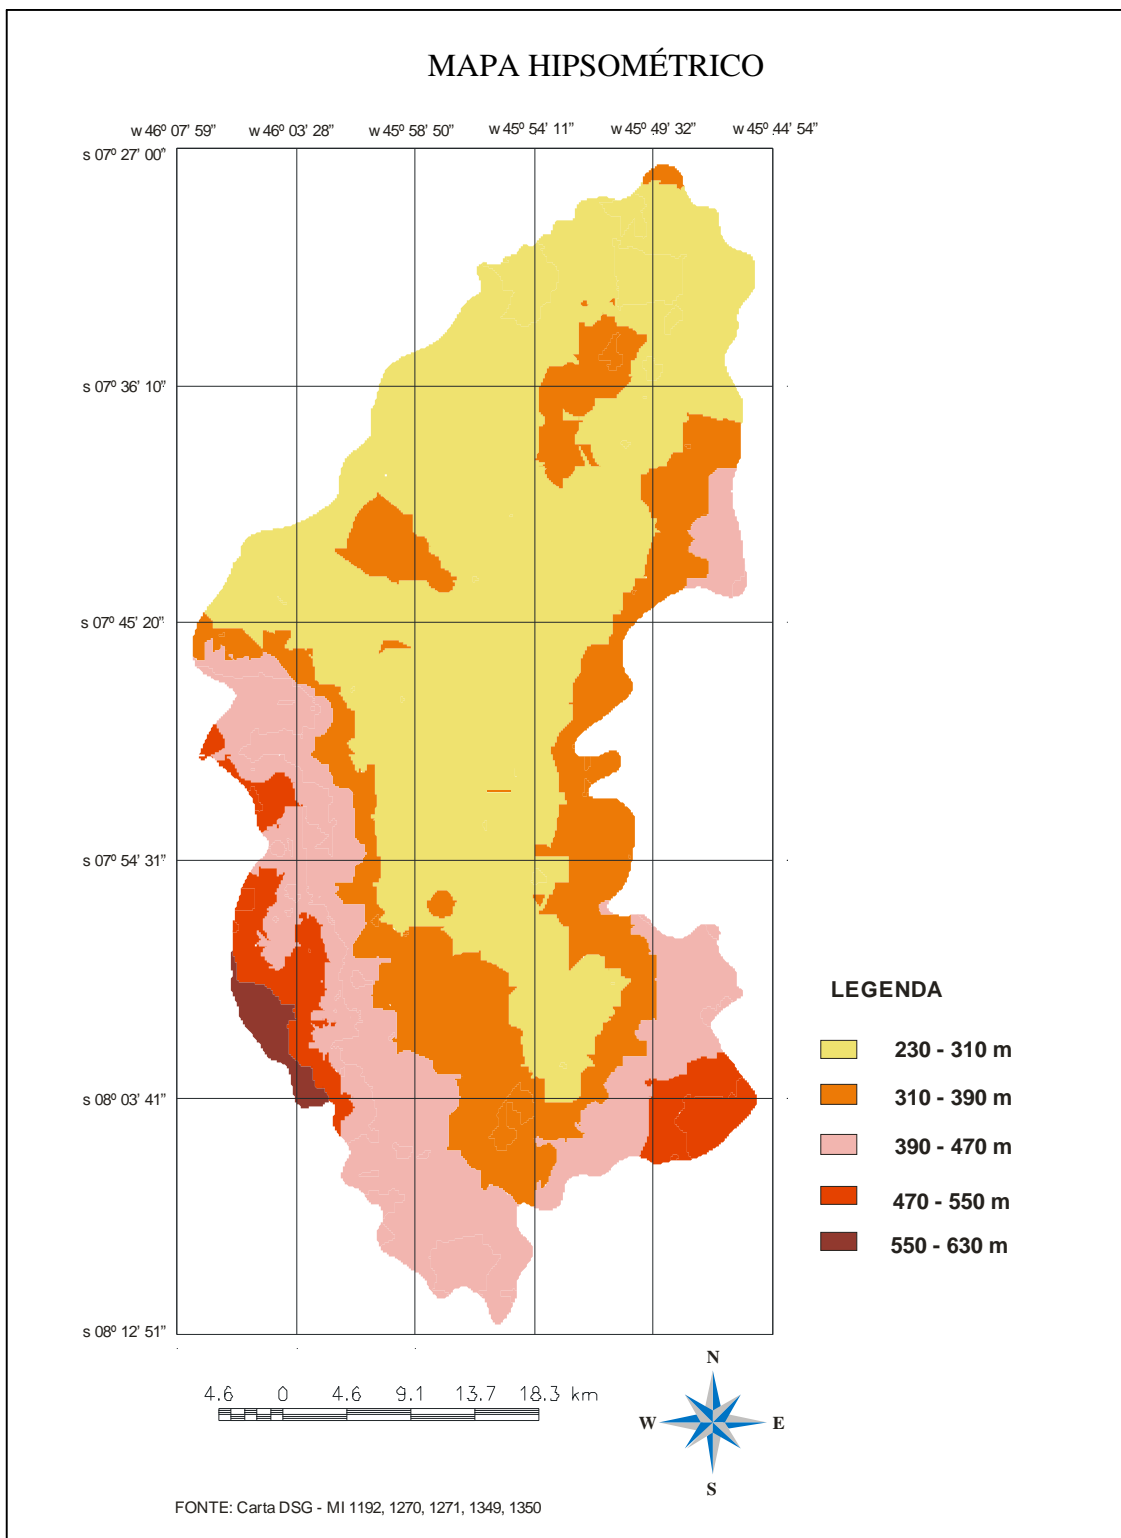 MAPA HIPSOMÉTRICO
w 46º 07' 59" w 46º 03' 28" w 45º 58' 50" w 45º 54' 11" w 45º 49' 32" w 45º 44' 54"
s 07º 27' 00"
s 07º 36' 10"
s 07º 45' 20"
s 07º 54' 31"
s 08º 03' 41"
s 08º 12' 51"
LEGENDA
230 - 310 m
310 - 390 m
390 - 470 m
470 - 550 m
550 - 630 m
4.6 0 4.6 9.1 13.7 18.3 km
N
W E
S
FONTE: Carta DSG - MI 1192, 1270, 1271, 1349, 1350